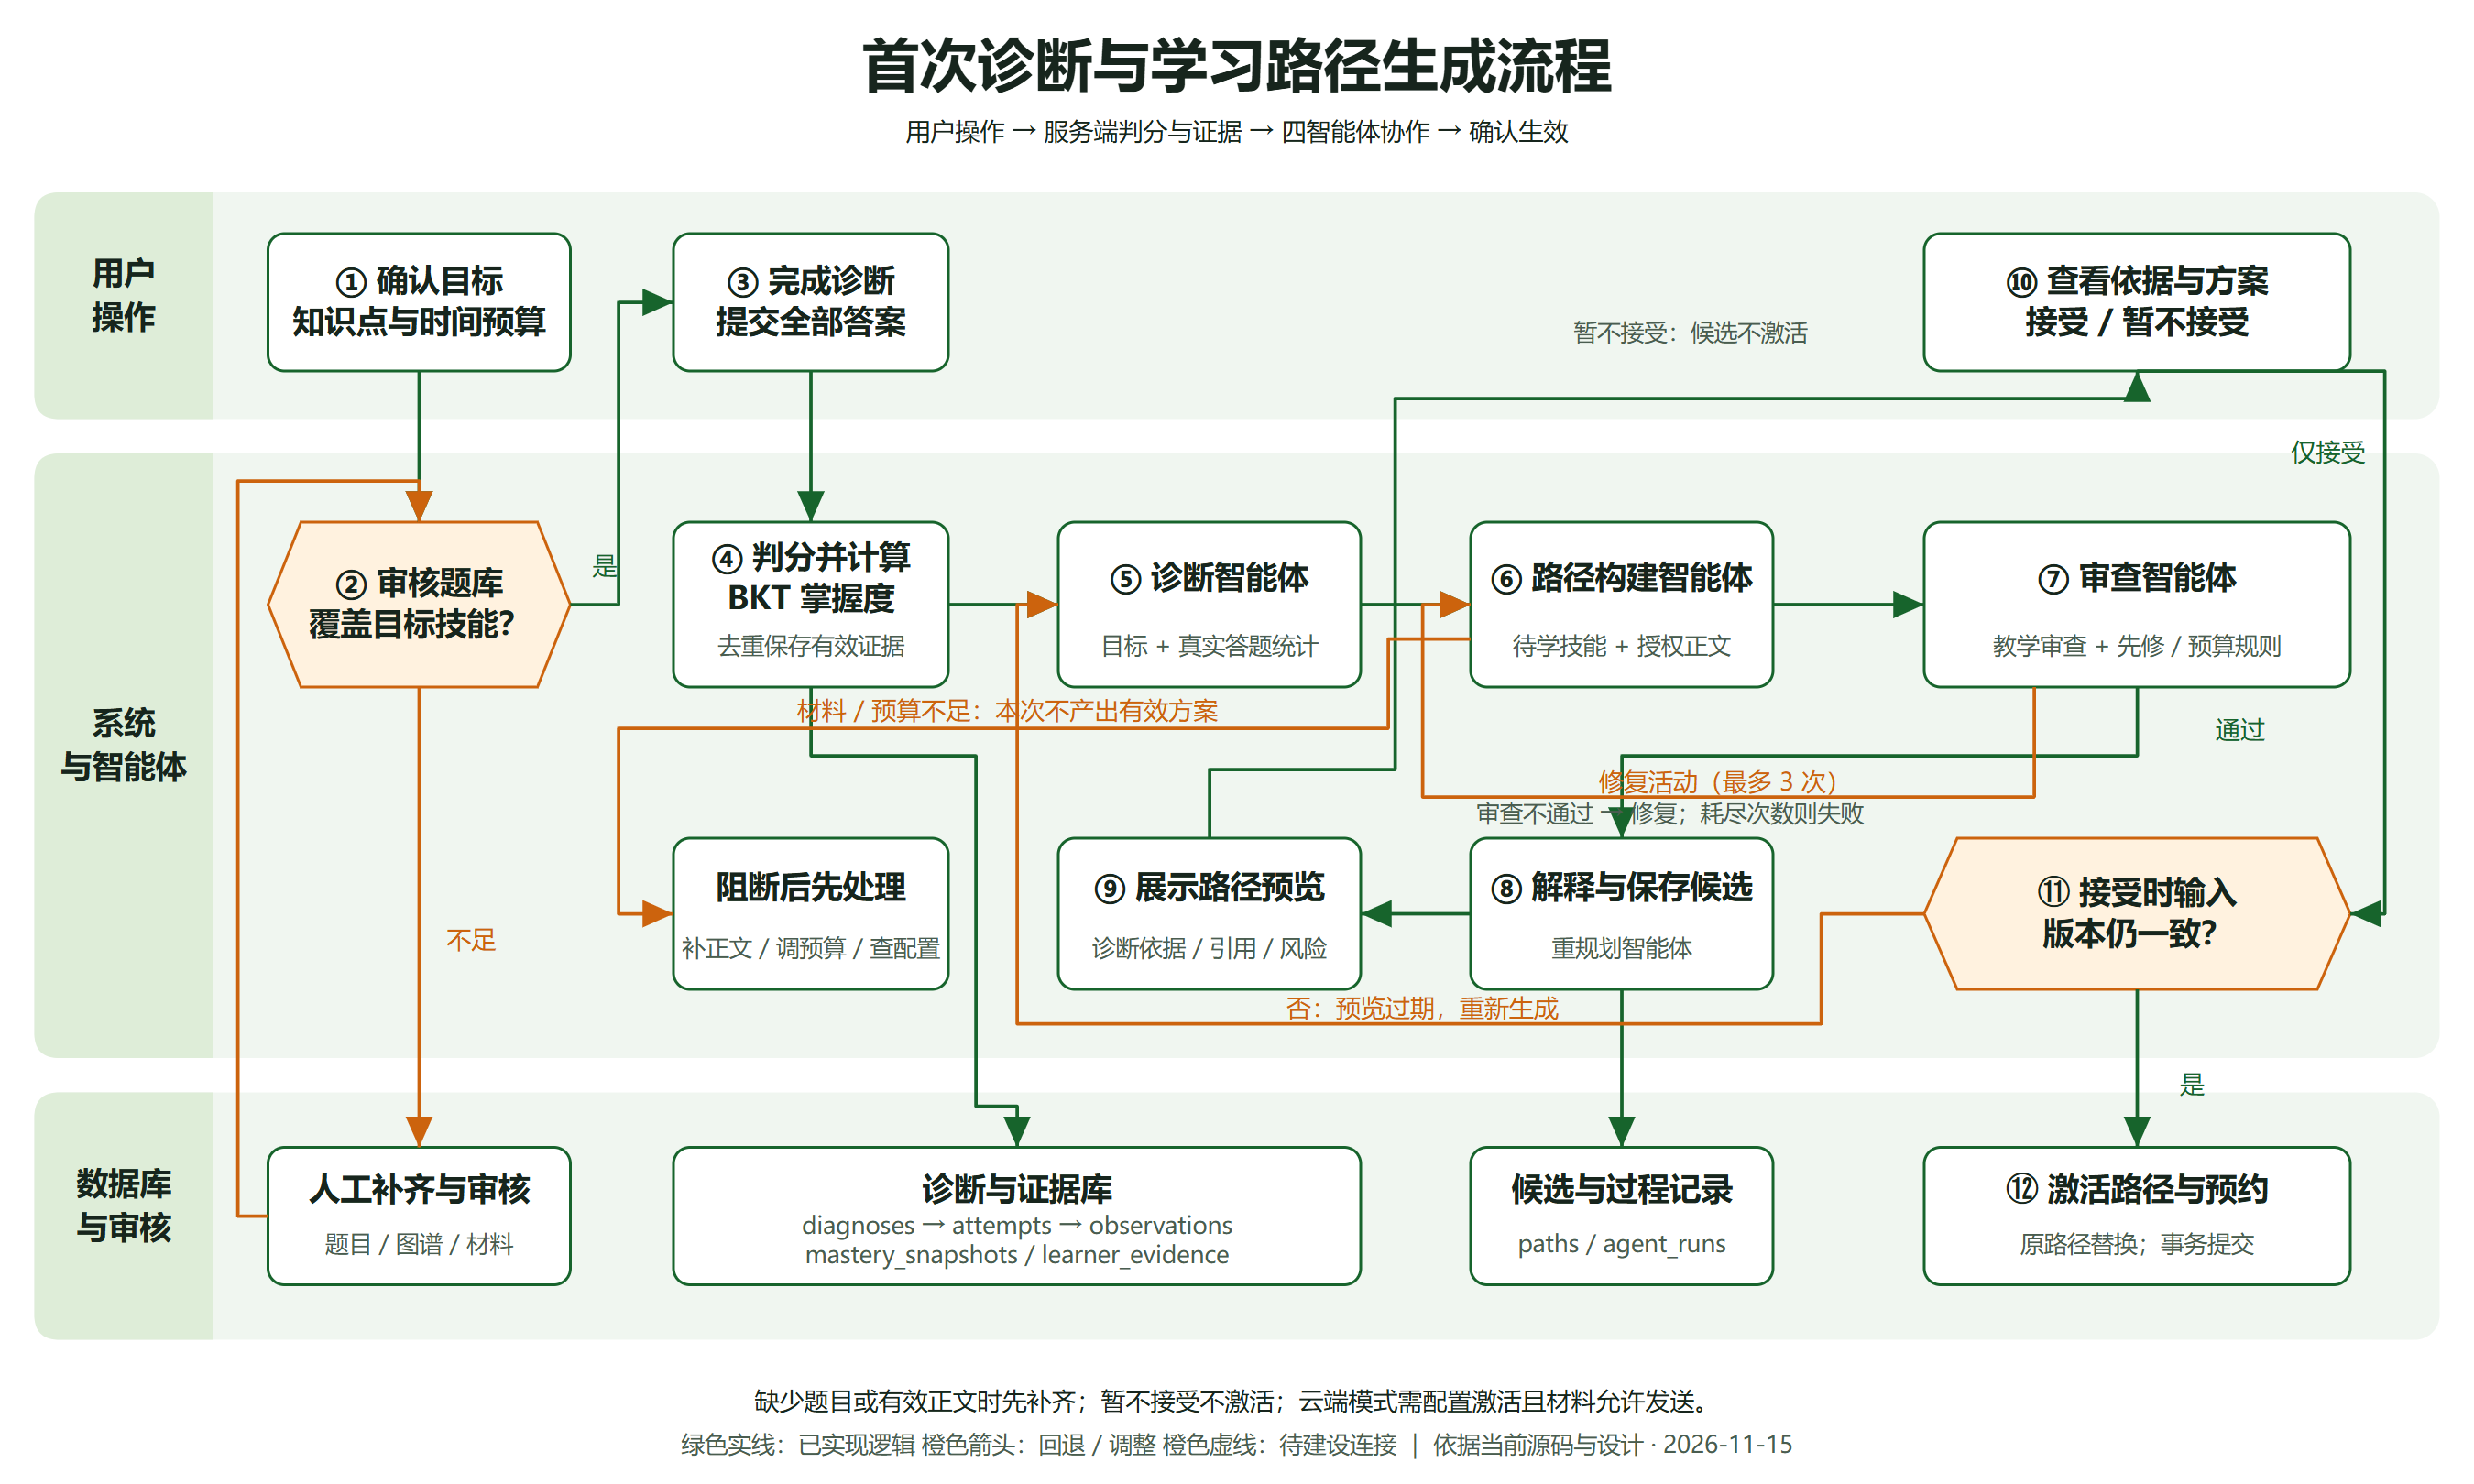 首次诊断与学习路径生成流程
用户操作 → 服务端判分与证据 → 四智能体协作 → 确认生效
用户
操作
① 确认目标
知识点与时间预算
③ 完成诊断
提交全部答案
暂不接受：候选不激活
⑩ 查看依据与方案
接受 / 暂不接受
仅接受
系统
与智能体
② 审核题库
覆盖目标技能？
是
④ 判分并计算
BKT 掌握度
去重保存有效证据
⑤ 诊断智能体
目标 + 真实答题统计
⑥ 路径构建智能体
待学技能 + 授权正文
⑦ 审查智能体
教学审查 + 先修 / 预算规则
材料 / 预算不足：本次不产出有效方案
通过
修复活动（最多 3 次）
审查不通过 → 修复；耗尽次数则失败
不足
阻断后先处理
补正文 / 调预算 / 查配置
⑨ 展示路径预览
诊断依据 / 引用 / 风险
⑧ 解释与保存候选
重规划智能体
⑪ 接受时输入
版本仍一致？
否：预览过期，重新生成
是
数据库
与审核
人工补齐与审核
题目 / 图谱 / 材料
诊断与证据库
diagnoses → attempts → observations
mastery_snapshots / learner_evidence
候选与过程记录
paths / agent_runs
⑫ 激活路径与预约
原路径替换；事务提交
缺少题目或有效正文时先补齐；暂不接受不激活；云端模式需配置激活且材料允许发送。
绿色实线：已实现逻辑 橙色箭头：回退 / 调整 橙色虚线：待建设连接 ｜ 依据当前源码与设计 · 2026-11-15